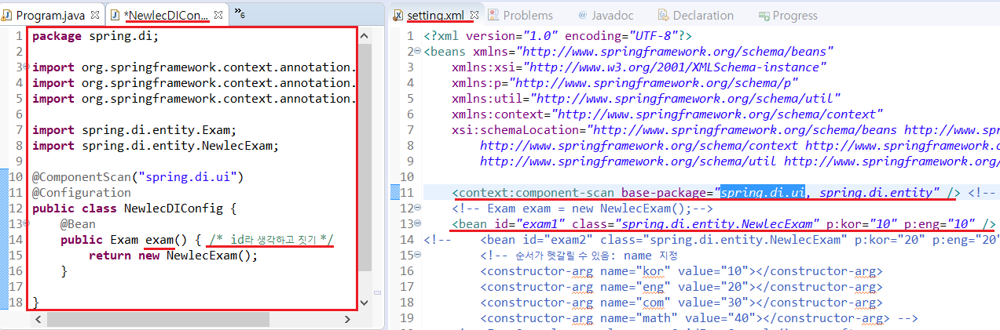 Program.java
*NewlecDICon...
»6
1 package spring.di;
2
3 import org.springframework.context.annotation.
4 import org.springframework.context.annotation.
5 import org.springframework.context.annotation.
6
7 import spring.di.entity.Exam;
8 import spring.di.entity.NewlecExam;
9
10 @ComponentScan("spring.di.ui")
11 @Configuration
12 public class NewlecDIConfig {
13 @Bean
14 public Exam exam() { /* id라 생각하고 짓기 */
15 return new NewlecExam();
16 }
17
18 }
setting.xml
Problems
@ Javadoc
Declaration
Progress
1 <?xml version="1.0" encoding="UTF-8"?>
2 <beans xmlns="http://www.springframework.org/schema/beans"
3 xmlns:xsi="http://www.w3.org/2001/XMLSchema-instance"
4 xmlns:p="http://www.springframework.org/schema/p"
5 xmlns:util="http://www.springframework.org/schema/util"
6 xmlns:context="http://www.springframework.org/schema/context"
7 xsi:schemaLocation="http://www.springframework.org/schema/beans http://www.
8 http://www.springframework.org/schema/context http://www.springframework.
9 http://www.springframework.org/schema/util http://www.springframework.org/
10
11 <context:component-scan base-package="spring.di.ui, spring.di.entity" /> <!--
12 <!-- Exam exam = new NewlecExam();-->
13 <bean id="exam1" class="spring.di.entity.NewlecExam" p:kor="10" p:eng="10" />
14 <!-- <bean id="exam2" class="spring.di.entity.NewlecExam" p:kor="20" p:eng="20"
15 <!-- 순서가 헷갈릴 수 있음: name 지정
16 <constructor-arg name="kor" value="10"></constructor-arg>
17 <constructor-arg name="eng" value="20"></constructor-arg>
18 <constructor-arg name="com" value="30"></constructor-arg>
19 <constructor-arg name="math" value="40"></constructor-arg> -->